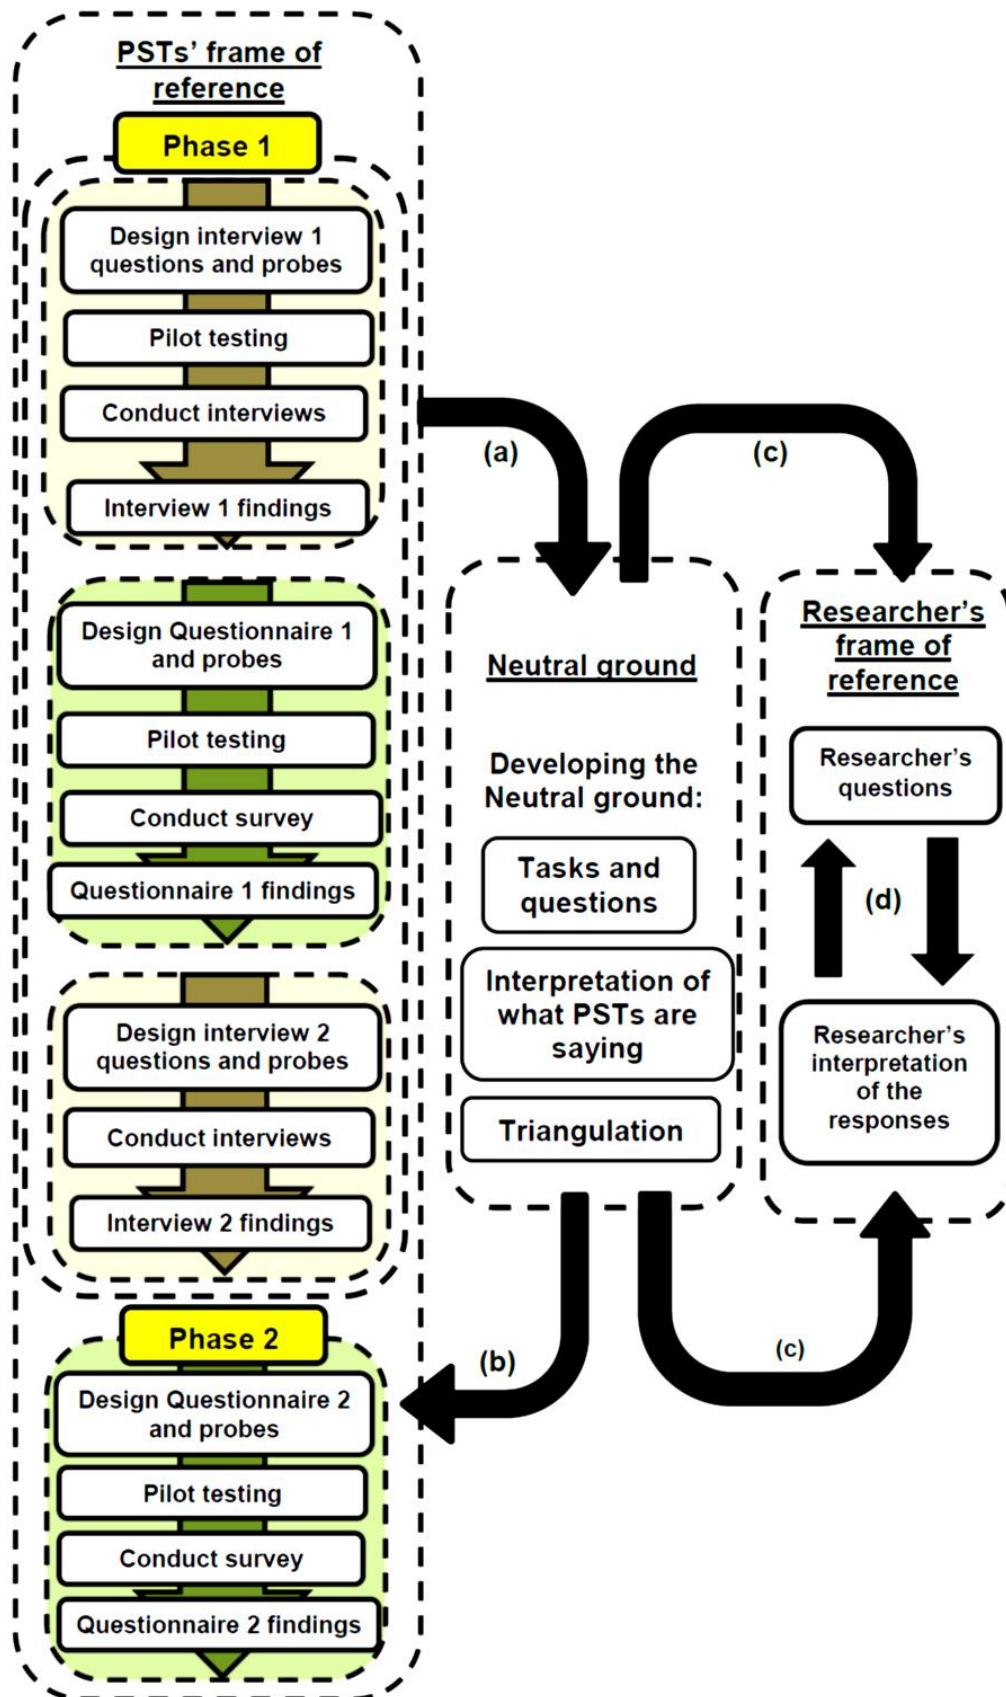 PSTs' frame of
reference
Phase 1
Design interview 1
questions and probes
Pilot testing
Conduct interviews
Interview 1 findings
Design Questionnaire 1
and probes
Pilot testing
Conduct survey
Questionnaire 1 findings
Design interview 2
questions and probes
Conduct interviews
Interview 2 findings
Phase 2
Design Questionnaire 2
and probes
Pilot testing
Conduct survey
Questionnaire 2 findings
(a)
(b)
Neutral ground
Developing the
Neutral ground:
Tasks and
questions
Interpretation of
what PSTs are
saying
Triangulation
(c)
(c)
Researcher's
frame of
reference
Researcher's
questions
(d)
Researcher's
interpretation
of the
responses